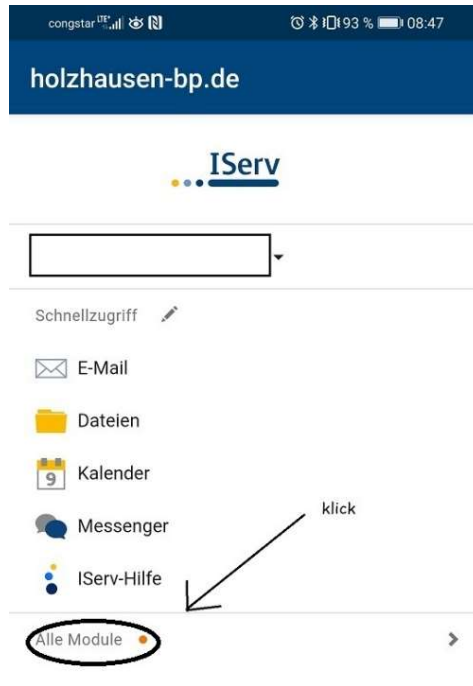 congstar LTE+ 93 % 08:47
holzhausen-bp.de
IServ
Schnellzugriff
E-Mail
Dateien
9 Kalender
Messenger
klick
IServ-Hilfe
Alle Module